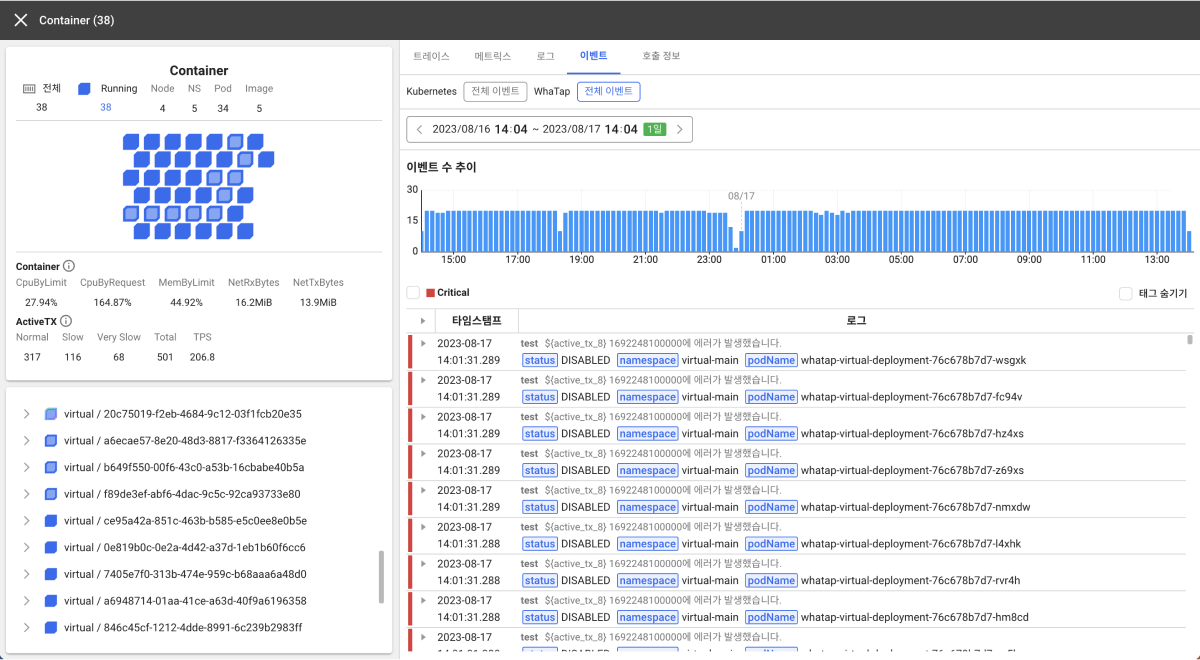 Container (38)
Container
전체 Running Node NS Pod Image
38 38 4 5 34 5
Container
CpuByLimit CpuByRequest MemByLimit NetRxBytes NetTxBytes
27.94% 164.87% 44.92% 16.2MiB 13.9MiB
ActiveTX
Normal Slow Very Slow Total TPS
317 116 68 501 206.8
virtual / 20c75019-f2eb-4684-9c12-03f1fcb20e35
virtual / a6ecae57-8e20-48d3-8817-f3364126335e
virtual / b649f550-00f6-43c0-a53b-16cbabe40b5a
virtual / f89de3ef-abf6-4dac-9c5c-92ca93733e80
virtual / ce95a42a-851c-463b-b585-e5c0ee8e0b5e
virtual / 0e819b0c-0e2a-4d42-a37d-1eb1b60f6cc6
virtual / 7405e7f0-313b-474e-959c-b68aaa6a48d0
virtual / a6948714-01aa-41ce-a63d-40f9a6196358
virtual / 846c45cf-1212-4dde-8991-6c239b2983ff
트레이스 메트릭스 로그 이벤트 호출 정보
Kubernetes 전체 이벤트 WhaTap 전체 이벤트
2023/08/16 14:04 ~ 2023/08/17 14:04 1일
이벤트 수 추이
30
15
0
08/17
15:00 17:00 19:00 21:00 23:00 01:00 03:00 05:00 07:00 09:00 11:00 13:00
Critical 태그 숨기기
타임스탬프 로그
2023-08-17 test ${active_tx_8} 1692248100000에 에러가 발생했습니다.
14:01:31.289 status DISABLED namespace virtual-main podName whatap-virtual-deployment-76c678b7d7-wsgxk
2023-08-17 test ${active_tx_8} 1692248100000에 에러가 발생했습니다.
14:01:31.289 status DISABLED namespace virtual-main podName whatap-virtual-deployment-76c678b7d7-fc94v
2023-08-17 test ${active_tx_8} 1692248100000에 에러가 발생했습니다.
14:01:31.289 status DISABLED namespace virtual-main podName whatap-virtual-deployment-76c678b7d7-hz4xs
2023-08-17 test ${active_tx_8} 1692248100000에 에러가 발생했습니다.
14:01:31.289 status DISABLED namespace virtual-main podName whatap-virtual-deployment-76c678b7d7-z69xs
2023-08-17 test ${active_tx_8} 1692248100000에 에러가 발생했습니다.
14:01:31.289 status DISABLED namespace virtual-main podName whatap-virtual-deployment-76c678b7d7-nmxdw
2023-08-17 test ${active_tx_8} 1692248100000에 에러가 발생했습니다.
14:01:31.288 status DISABLED namespace virtual-main podName whatap-virtual-deployment-76c678b7d7-l4xhk
2023-08-17 test ${active_tx_8} 1692248100000에 에러가 발생했습니다.
14:01:31.288 status DISABLED namespace virtual-main podName whatap-virtual-deployment-76c678b7d7-rvr4h
2023-08-17 test ${active_tx_8} 1692248100000에 에러가 발생했습니다.
14:01:31.288 status DISABLED namespace virtual-main podName whatap-virtual-deployment-76c678b7d7-hm8cd
2023-08-17 test ${active_tx_8} 1692248100000에 에러가 발생했습니다.